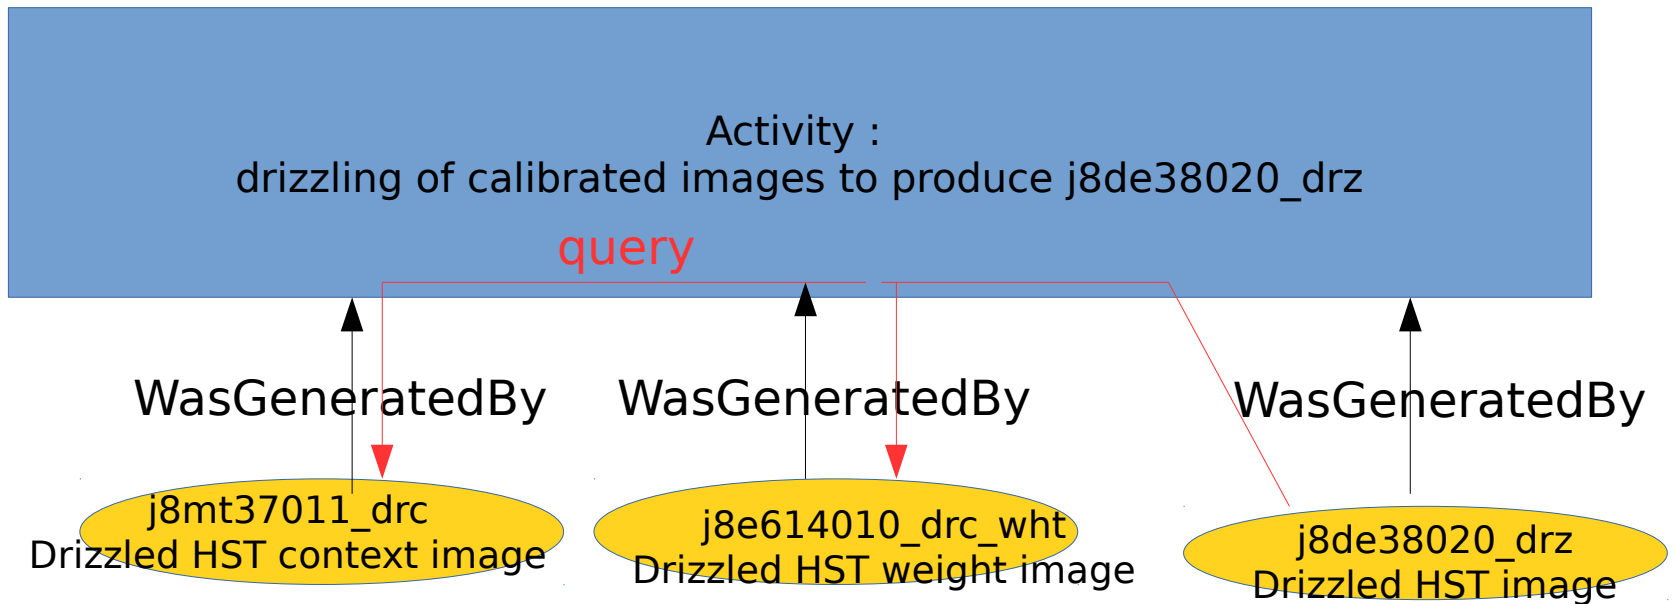 Activity :
drizzling of calibrated images to produce j8de38020_drz
query
WasGeneratedBy
WasGeneratedBy
WasGeneratedBy
j8mt37011_drc
Drizzled HST context image
j8e614010_drc_wht
Drizzled HST weight image
j8de38020_drz
Drizzled HST image